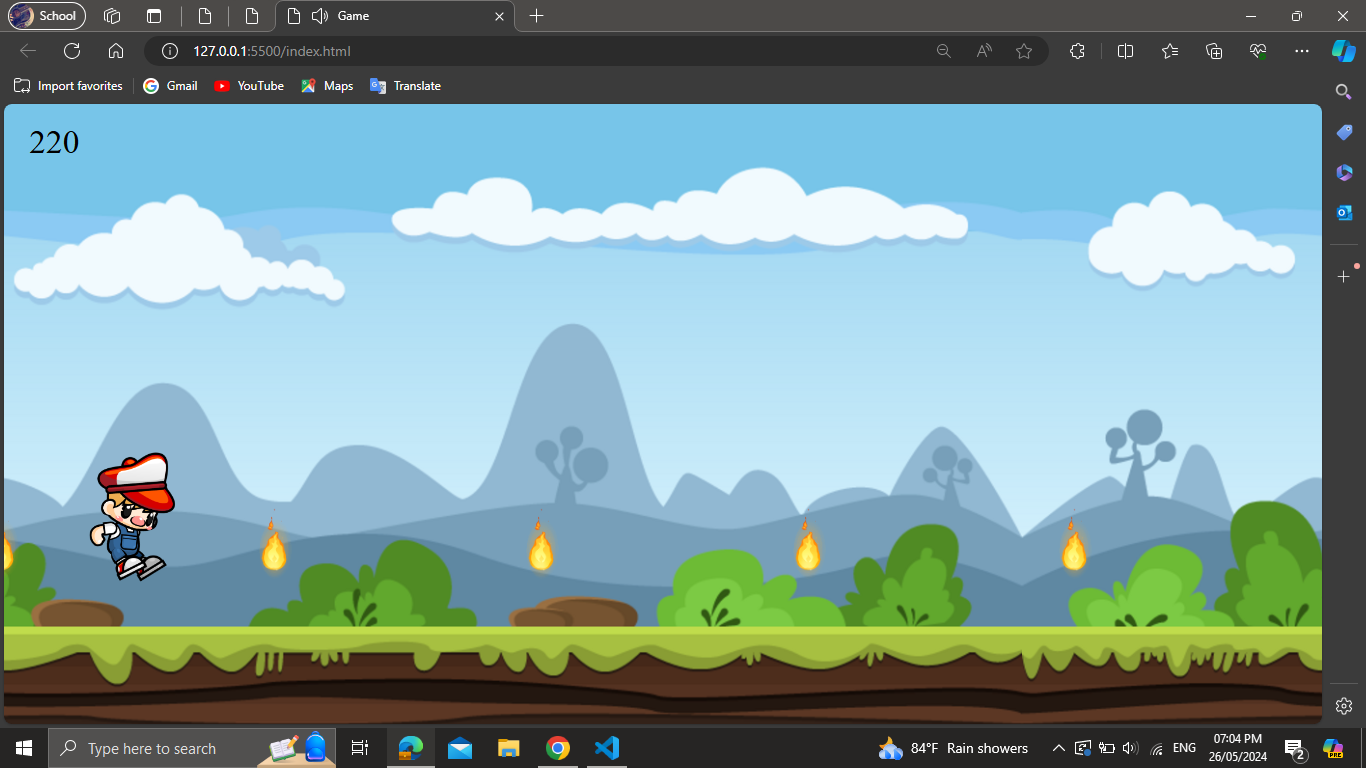 School
Game
127.0.0.1:5500/index.html
Import favorites
Gmail
YouTube
Maps
Translate
220
Type here to search
84°F Rain showers
ENG
07:04 PM
26/05/2024
2
PRE